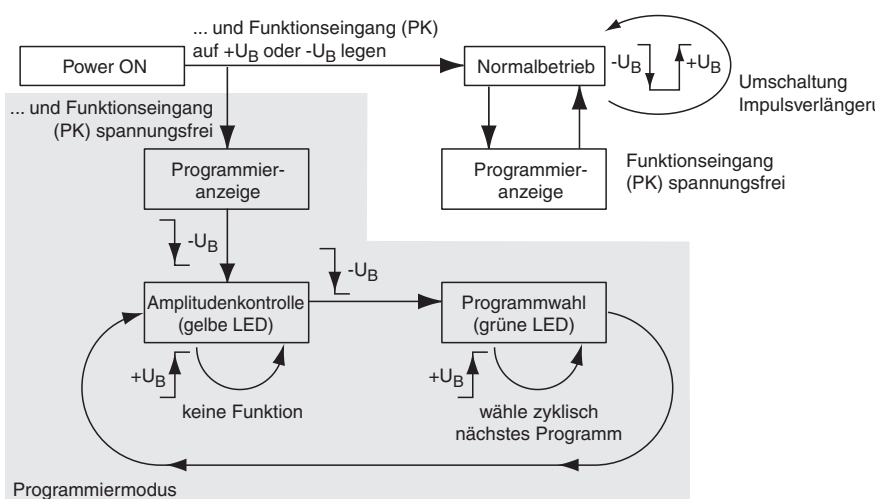 ... und Funktionseingang (PK)
auf +UB oder -UB legen
Power ON
Normalbetrieb
-UB
+UB
Umschaltung
Impulsverlängeru
... und Funktionseingang
(PK) spannungsfrei
Programmier-
anzeige
Programmier-
anzeige
Funktionseingang
(PK) spannungsfrei
-UB
-UB
Amplitudenkontrolle
(gelbe LED)
Programmwahl
(grüne LED)
+UB
keine Funktion
+UB
wähle zyklisch
nächstes Programm
Programmiermodus